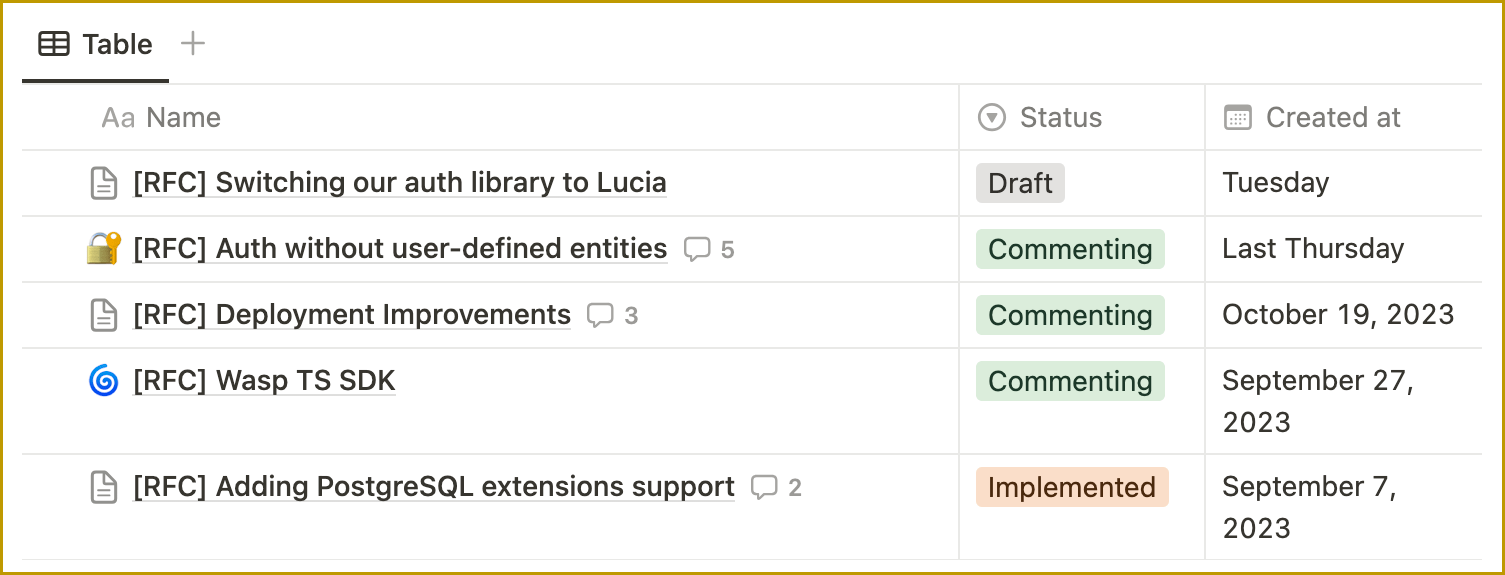 Table
Aa Name Status Created at
[RFC] Switching our auth library to Lucia Draft Tuesday
[RFC] Auth without user-defined entities 5 Commenting Last Thursday
[RFC] Deployment Improvements 3 Commenting October 19, 2023
[RFC] Wasp TS SDK Commenting September 27,
2023
[RFC] Adding PostgreSQL extensions support 2 Implemented September 7,
2023